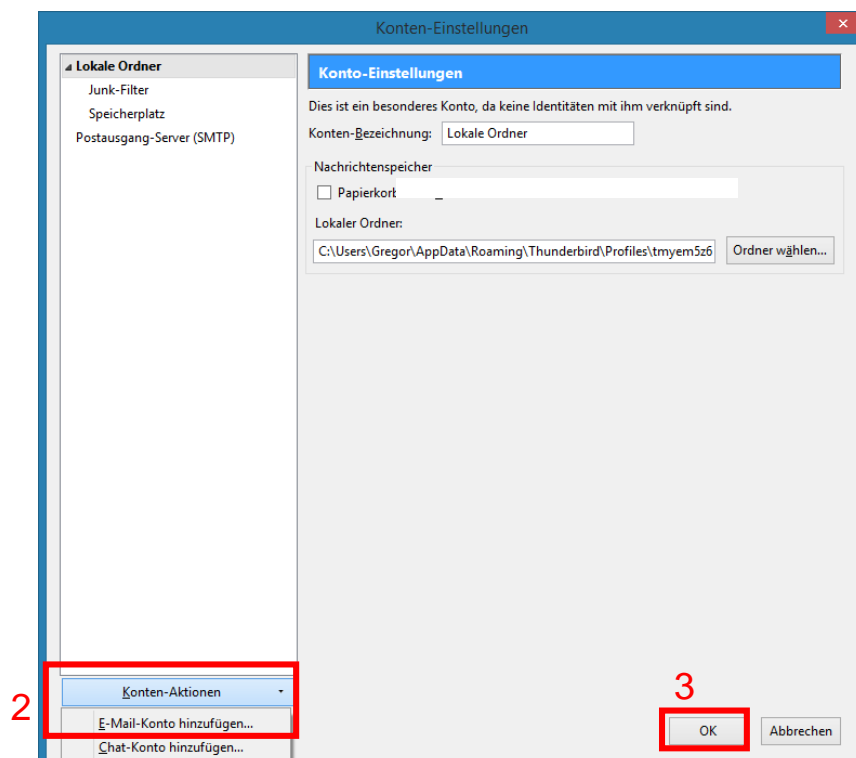 Konten-Einstellungen
Lokale Ordner
Junk-Filter
Speicherplatz
Postausgang-Server (SMTP)
Konto-Einstellungen
Dies ist ein besonderes Konto, da keine Identitäten mit ihm verknüpft sind.
Konten-Bezeichnung: Lokale Ordner
Nachrichtenspeicher
Lokaler Ordner:
C:\Users\Gregor\AppData\Roaming\Thunderbird\Profiles\tmyem5z6 Ordner wählen...
2
Konten-Aktionen
E-Mail-Konto hinzufügen...
Chat-Konto hinzufügen...
3
OK Abbrechen